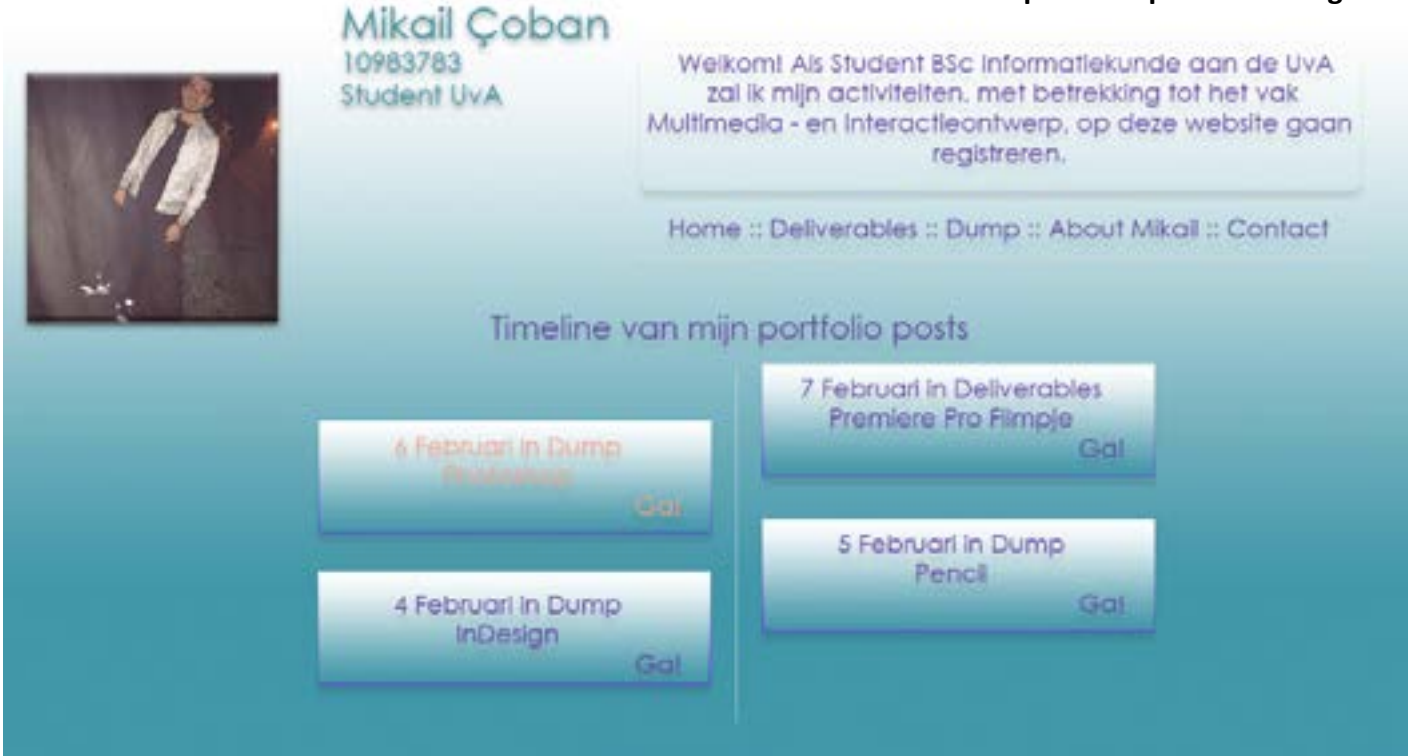 Mikail Çoban
10983783
Student UvA
Welkom! Als Student BSc Informatiekunde aan de UvA
zal ik mijn activiteiten, met betrekking tot het vak
Multimedia - en Interactieontwerp, op deze website gaan
registreren.
Home :: Deliverables :: Dump :: About Mikail :: Contact
Timeline van mijn portfolio posts
7 Februari in Deliverables
Premiere Pro Filmpje
Ga!
6 Februari in Dump
Photoshop
Ga!
5 Februari in Dump
Pencil
Ga!
4 Februari in Dump
InDesign
Ga!